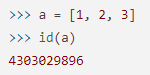 >>> a = [1, 2, 3]
>>> id(a)
4303029896